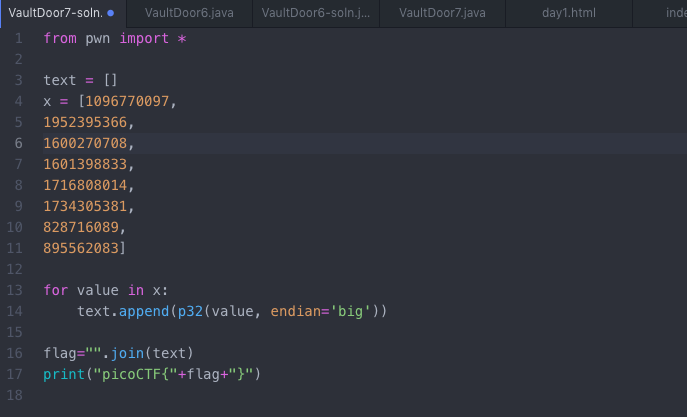 VaultDoor7-soln.
VaultDoor6.java
VaultDoor6-soln.j...
VaultDoor7.java
day1.html
inde
1 from pwn import *
2
3 text = []
4 x = [1096770097,
5 1952395366,
6 1600270708,
7 1601398833,
8 1716808014,
9 1734305381,
10 828716089,
11 895562083]
12
13 for value in x:
14     text.append(p32(value, endian='big'))
15
16 flag="".join(text)
17 print("picoCTF{"+flag+"}")
18